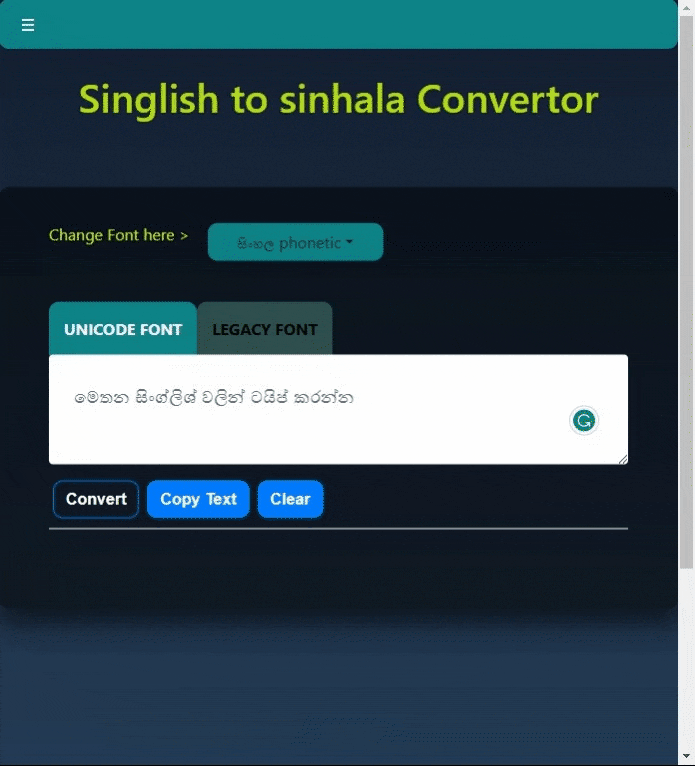 Singlish to sinhala Convertor
Change Font here >
සිංහල phonetic
UNICODE FONT
LEGACY FONT
මෙතන සිංග්ලිශ් වලින් ටයිප් කරන්න
Convert
Copy Text
Clear